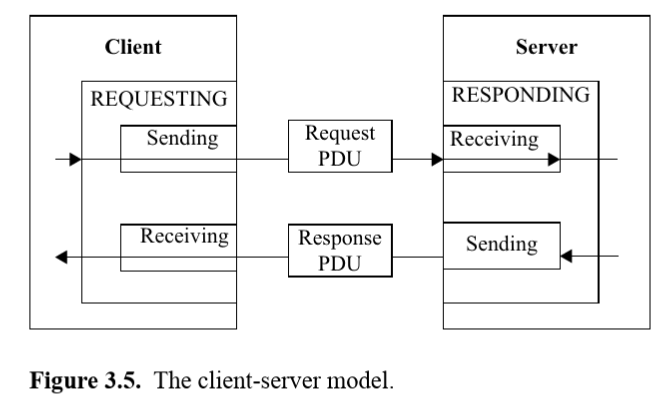 Client
Server
REQUESTING
RESPONDING
Sending
Request
PDU
Receiving
Receiving
Response
PDU
Sending
Figure 3.5. The client-server model.